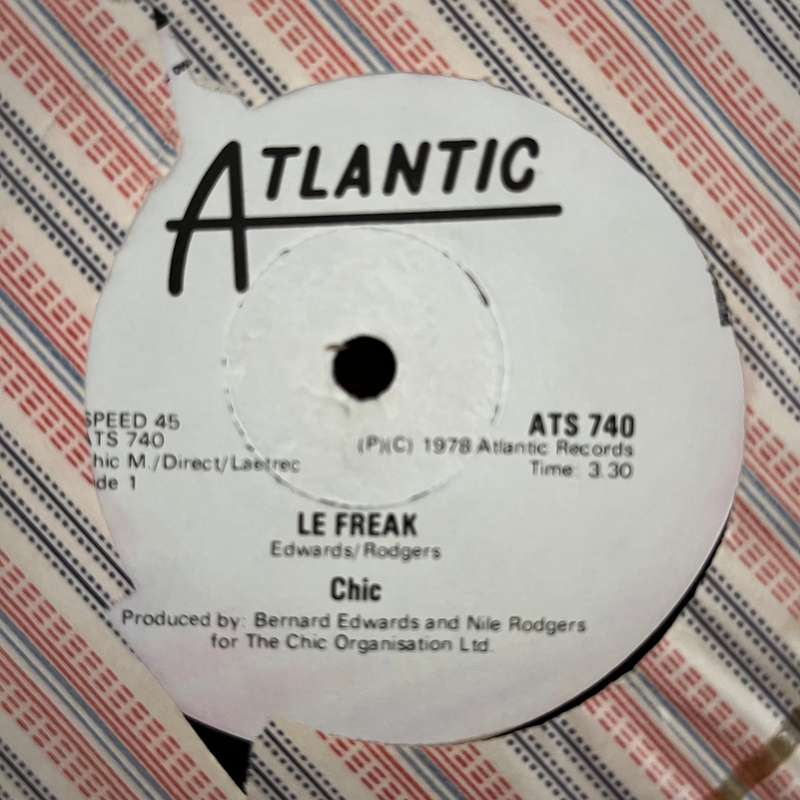 ATLANTIC
SPEED 45
ATS 740
hic M./Direct/Laetrec
de 1
ATS 740
(P)(C) 1978 Atlantic Records
Time: 3.30
LE FREAK
Edwards/Rodgers
Chic
Produced by: Bernard Edwards and Nile Rodgers
for The Chic Organisation Ltd.